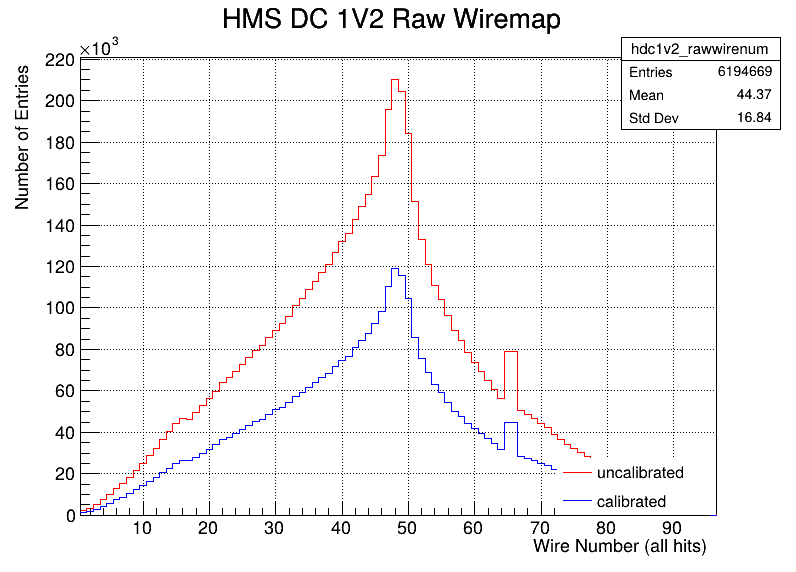 HMS DC 1V2 Raw Wiremap
×10³
hdc1v2_rawwirenum
Entries 6194669
Mean 44.37
Std Dev 16.84
Number of Entries
220
200
180
160
140
120
100
80
60
40
20
0
10 20 30 40 50 60 70 80 90
uncalibrated
calibrated
Wire Number (all hits)